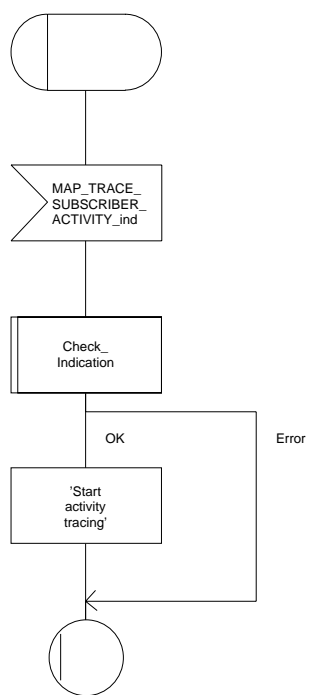 MAP_TRACE_
SUBSCRIBER_
ACTIVITY_ind
Check_
Indication
OK
Error
'Start
activity
tracing'